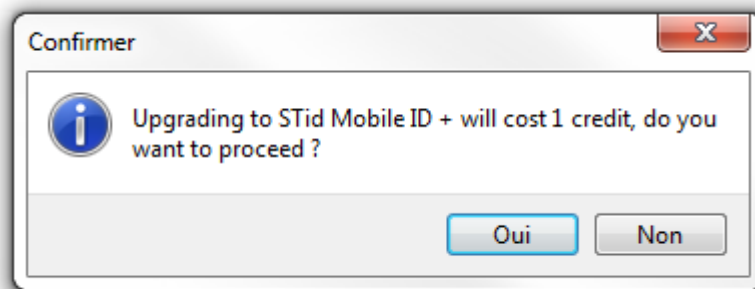 Confirmer
Upgrading to STid Mobile ID + will cost 1 credit, do you
want to proceed ?
Oui
Non